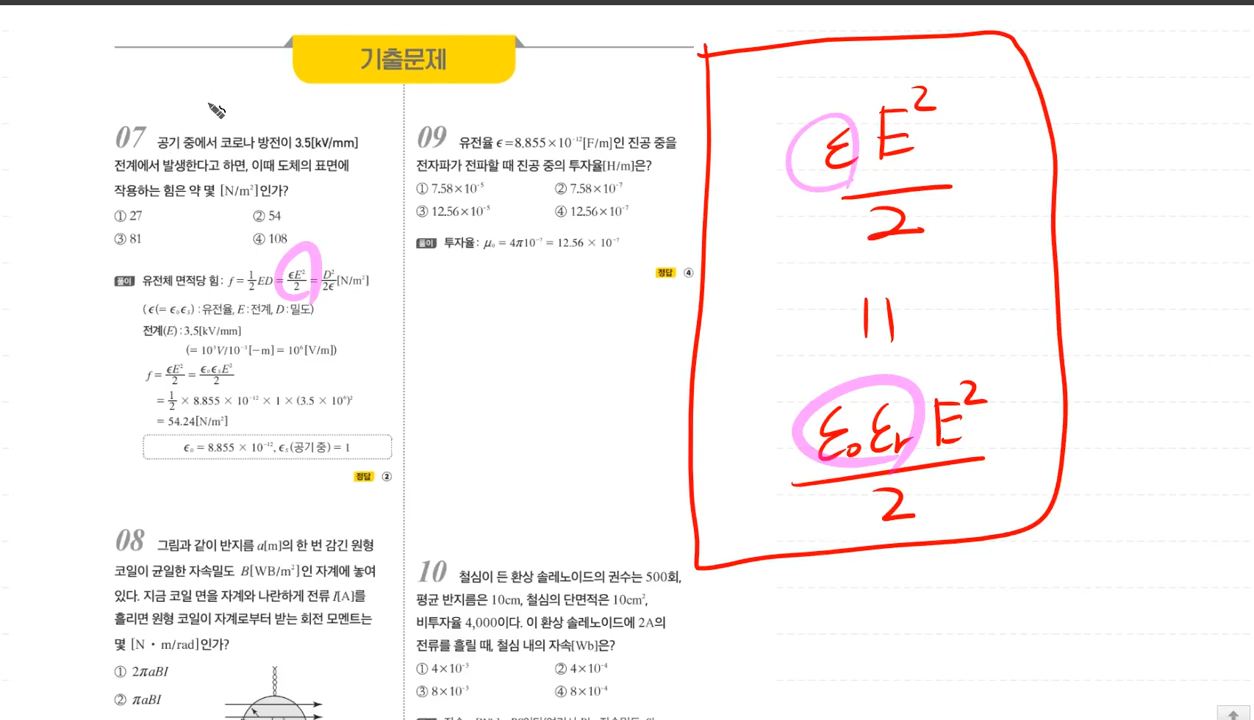 기출문제
07 공기 중에서 코로나 방전이 3.5[kV/mm]
전계에서 발생한다고 하면, 이때 도체의 표면에
작용하는 힘은 약 몇 [N/m²]인가?
① 27 ② 54
③ 81 ④ 108
풀이 유전체 면적당 힘 : f = 1/2 ED = ϵE²/2 = D²/2ϵ [N/m²]
( ϵ(= ϵ₀ϵₛ) : 유전율, E : 전계, D : 밀도)
전계(E) : 3.5[kV/mm]
(= 10³V/10⁻³[-m] = 10⁶[V/m])
f = ϵE²/2 = ϵ₀ϵₛE²/2
= 1/2 × 8.855 × 10⁻¹² × 1 × (3.5 × 10⁶)²
= 54.24[N/m²]
ϵ₀ = 8.855 × 10⁻¹², ϵₛ(공기 중) = 1
정답 ②
08 그림과 같이 반지름 a[m]의 한 번 감긴 원형
코일이 균일한 자속밀도 B[WB/m²]인 자계에 놓여
있다. 지금 코일 면을 자계와 나란하게 전류 I[A]를
흘리면 원형 코일이 자계로부터 받는 회전 모멘트는
몇 [N · m/rad]인가?
① 2πaBI
② πaBI
09 유전율 ϵ=8.855×10⁻¹²[F/m]인 진공 중을
전자파가 전파할 때 진공 중의 투자율[H/m]은?
① 7.58×10⁻⁵ ② 7.58×10⁻⁷
③ 12.56×10⁻⁵ ④ 12.56×10⁻⁷
풀이 투자율 : μ₀ = 4π10⁻⁷ = 12.56 × 10⁻⁷
정답 ④
10 철심이 든 환상 솔레노이드의 권수는 500회,
평균 반지름은 10cm, 철심의 단면적은 10cm²,
비투자율 4,000이다. 이 환상 솔레노이드에 2A의
전류를 흘릴 때, 철심 내의 자속[Wb]은?
① 4×10⁻³ ② 4×10⁻⁴
③ 8×10⁻³ ④ 8×10⁻⁴
εE²
2
=
ε₀εᵣE²
2